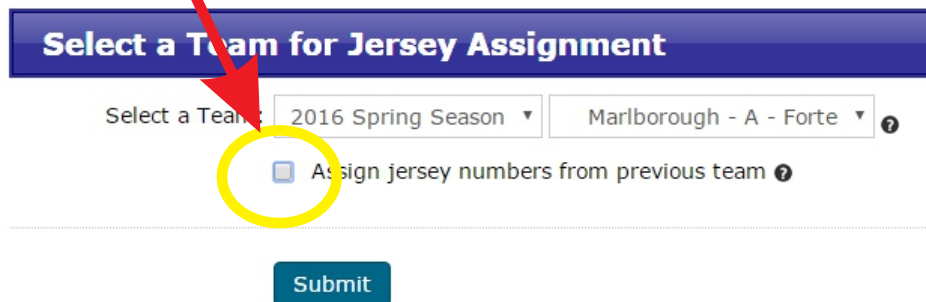 Select a Team for Jersey Assignment
Select a Team: 2016 Spring Season Marlborough - A - Forte
Assign jersey numbers from previous team
Submit